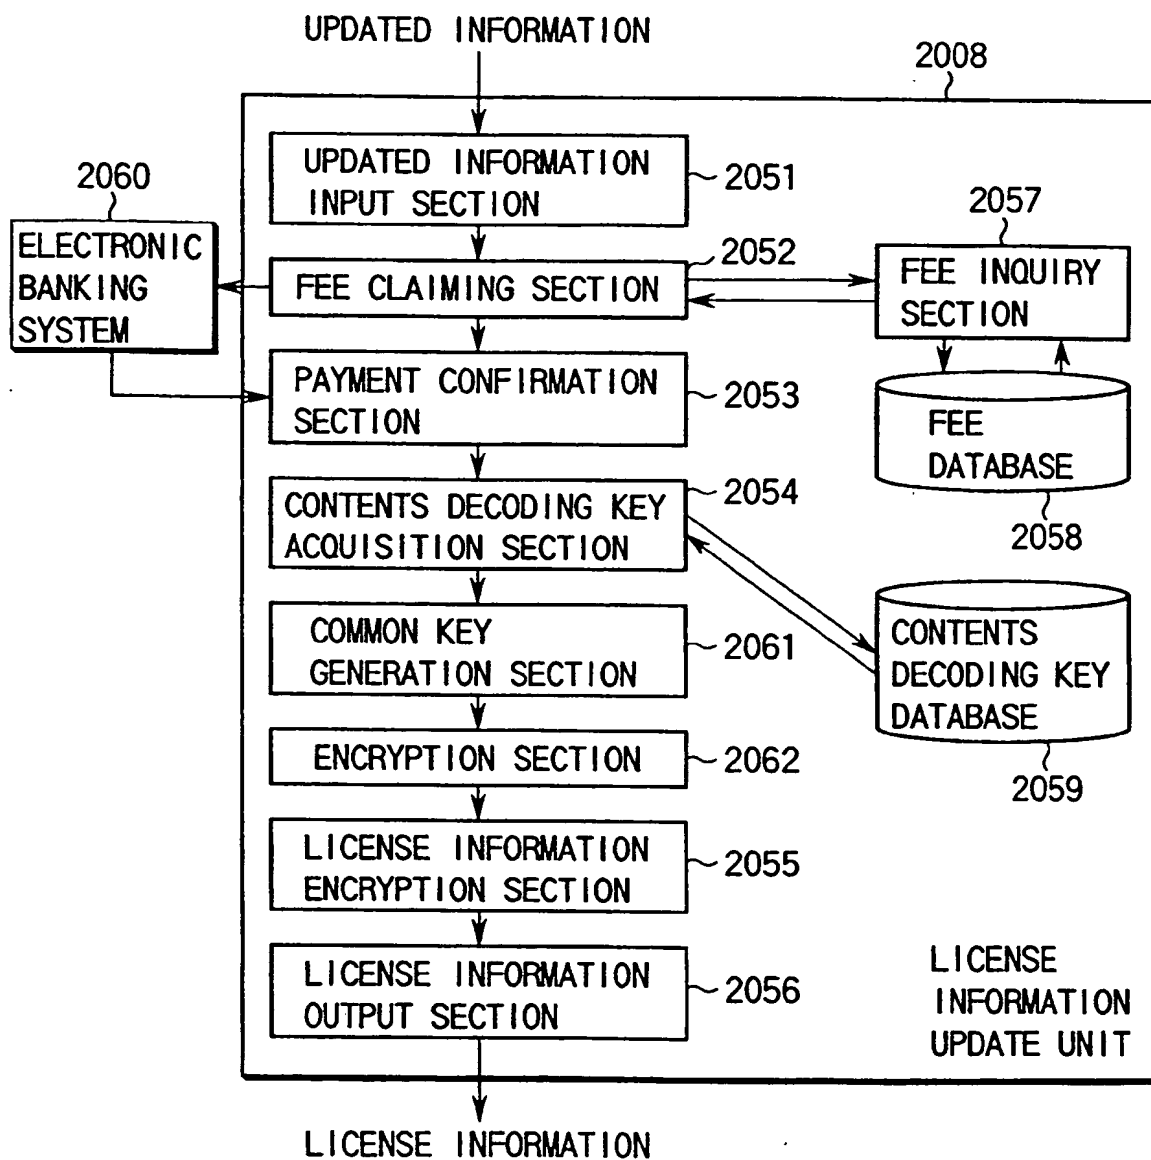 UPDATED INFORMATION
2008
UPDATED INFORMATION
INPUT SECTION
2051
2060
ELECTRONIC
BANKING
SYSTEM
2052
FEE CLAIMING SECTION
2057
FEE INQUIRY
SECTION
PAYMENT CONFIRMATION
SECTION
2053
FEE
DATABASE
2058
2054
CONTENTS DECODING KEY
ACQUISITION SECTION
COMMON KEY
GENERATION SECTION
2061
CONTENTS
DECODING KEY
DATABASE
2059
ENCRYPTION SECTION
2062
LICENSE INFORMATION
ENCRYPTION SECTION
2055
LICENSE INFORMATION
OUTPUT SECTION
2056
LICENSE
INFORMATION
UPDATE UNIT
LICENSE INFORMATION